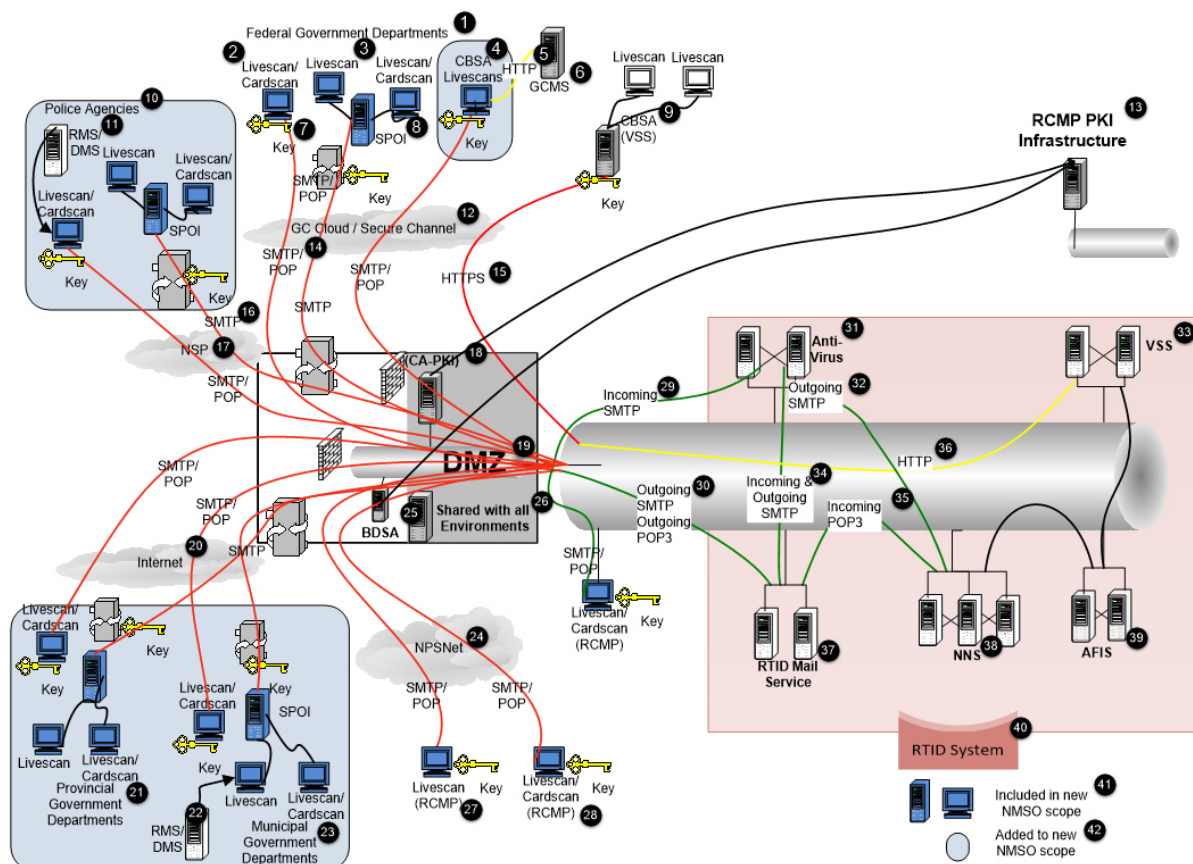 Federal Government Departments
1
2
3
4
5
6
Livescan/
Cardscan
Livescan
Livescan/
Cardscan
CBSA
Livescans
HTTP
GCMS
Livescan
Livescan
CBSA
(VSS)
9
7
8
Key
SPOI
Key
Key
SMTP/
POP
Key
Police Agencies
10
11
RMS/
DMS
Livescan
Livescan/
Cardscan
Livescan/
Cardscan
SPOI
Key
Key
13
RCMP PKI
Infrastructure
12
GC Cloud / Secure Channel
14
SMTP/
POP
SMTP/
POP
15
HTTPS
SMTP
SMTP
16
NSP
17
SMTP/
POP
(CA-PKI)
18
19
DMZ
Shared with all
Environments
BDSA
25
26
29
Incoming
SMTP
31
Anti-
Virus
Outgoing
SMTP
32
33
VSS
HTTP
36
34
Incoming &
Outgoing
SMTP
30
Outgoing
SMTP
Outgoing
POP3
35
Incoming
POP3
SMTP/
POP
SMTP/
POP
SMTP
20
Internet
SMTP/
POP
Livescan/
Cardscan
(RCMP)
Key
RTID Mail
Service
37
NNS
38
AFIS
39
24
NPSNet
SMTP/
POP
SMTP/
POP
Livescan
(RCMP)
27
Key
Livescan/
Cardscan
(RCMP)
28
Key
Livescan/
Cardscan
Key
Key
Livescan
Livescan/
Cardscan
Provincial
Government
Departments
21
Livescan/
Cardscan
Key
Key
SPOI
22
RMS/
DMS
Livescan
Livescan/
Cardscan
Municipal
Government
Departments
23
40
RTID System
Included in new
NMSO scope
41
Added to new
NMSO scope
42